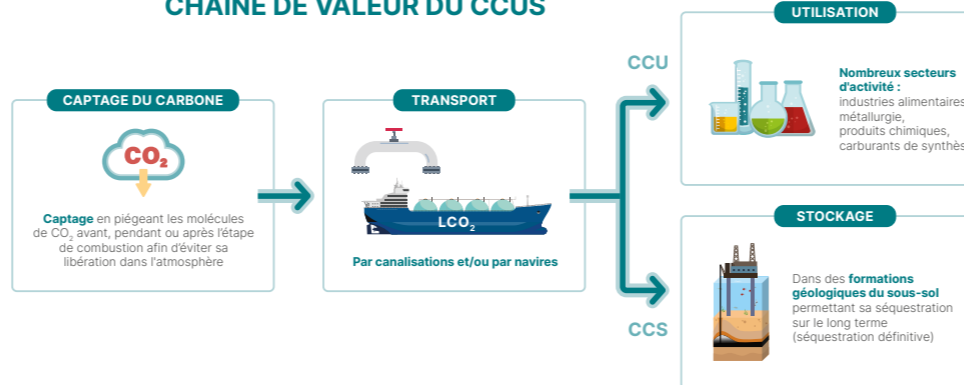 CHAÎNE DE VALEUR DU CCUS
CAPTAGE DU CARBONE
CO₂
Captage en piégeant les molécules
de CO₂ avant, pendant ou après l'étape
de combustion afin d'éviter sa
libération dans l'atmosphère
TRANSPORT
LCO₂
Par canalisations et/ou par navires
CCU
UTILISATION
Nombreux secteurs
d'activité :
industries alimentaires
métallurgie,
produits chimiques,
carburants de synthès
CCS
STOCKAGE
Dans des formations
géologiques du sous-sol
permettant sa séquestration
sur le long terme
(séquestration définitive)